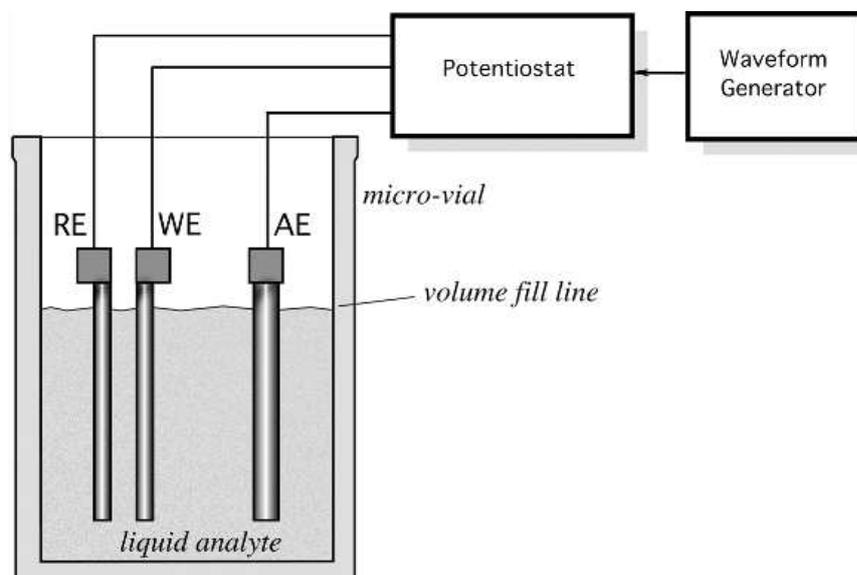 Potentiostat
Waveform
Generator
micro-vial
RE
WE
AE
volume fill line
liquid analyte